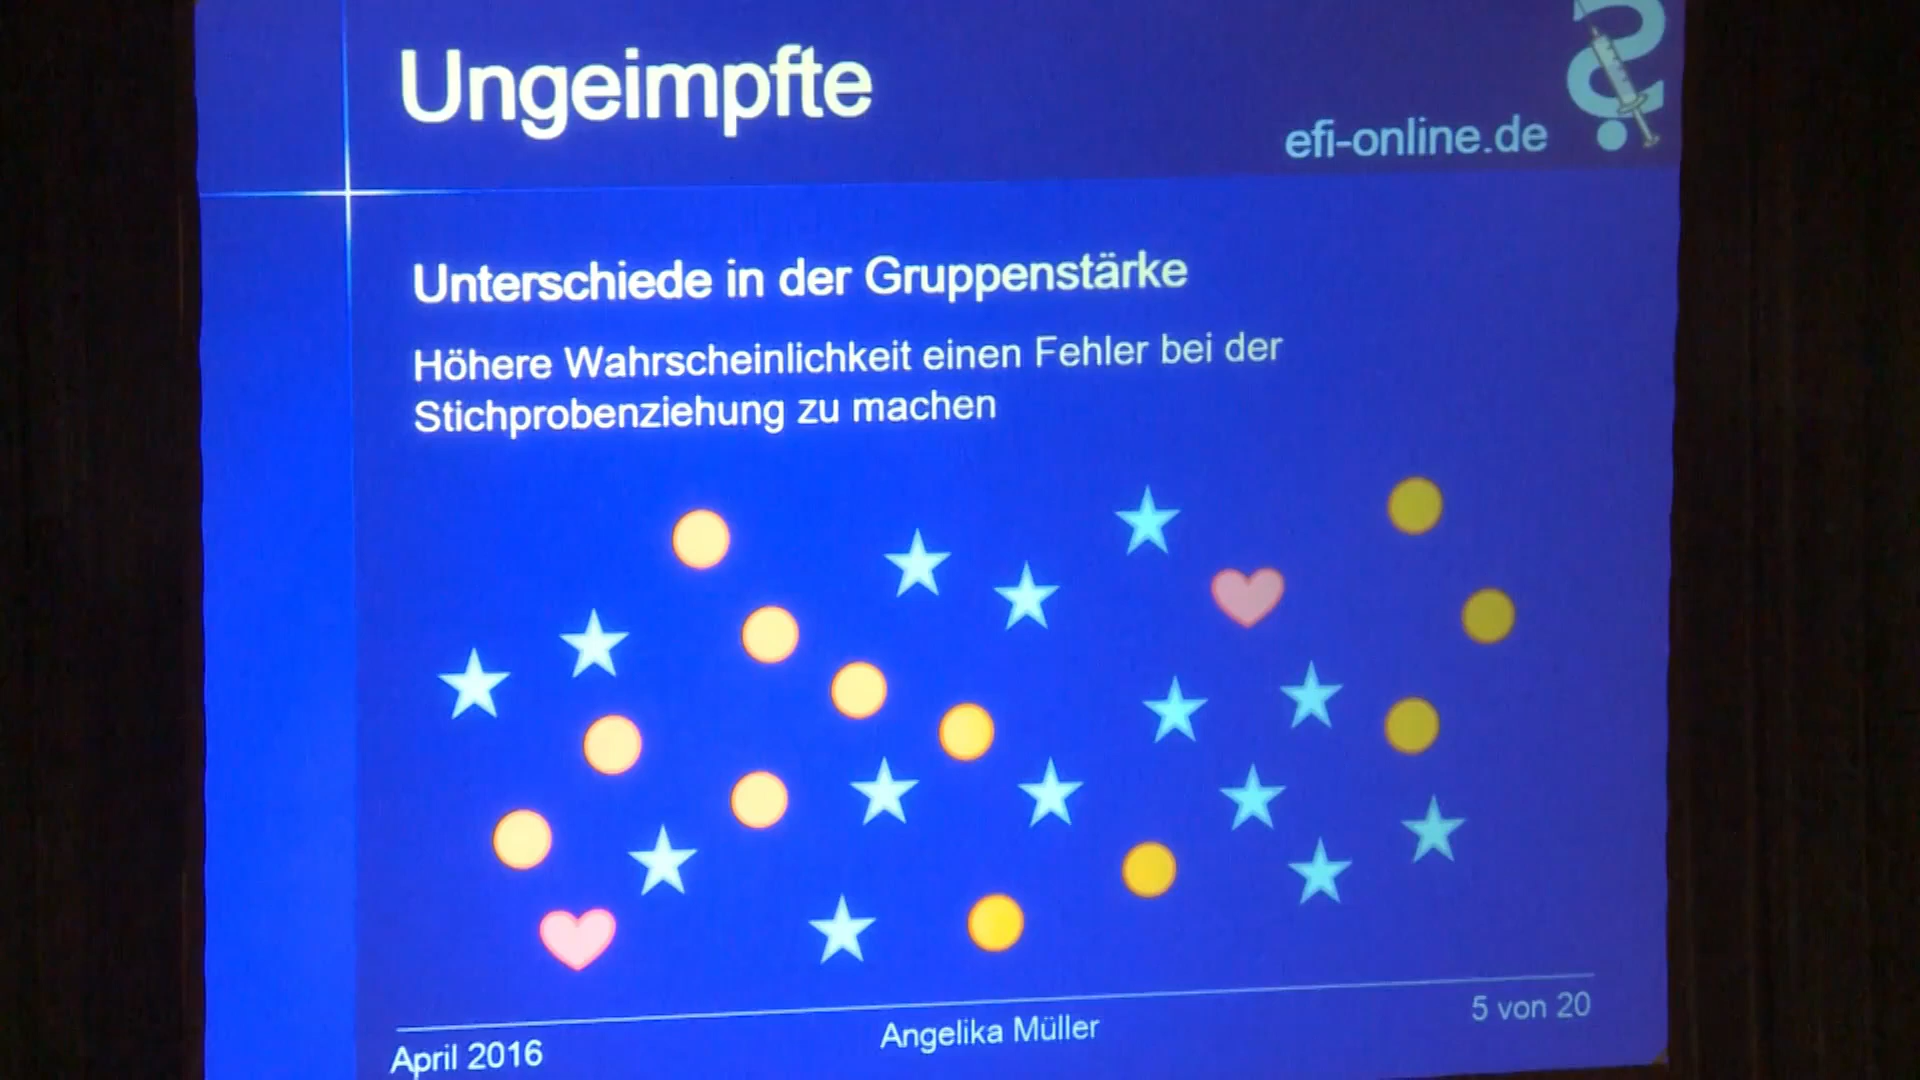 Ungeimpfte
efi-online.de
Unterschiede in der Gruppenstärke
Höhere Wahrscheinlichkeit einen Fehler bei der
Stichprobenziehung zu machen
April 2016
Angelika Müller
5 von 20